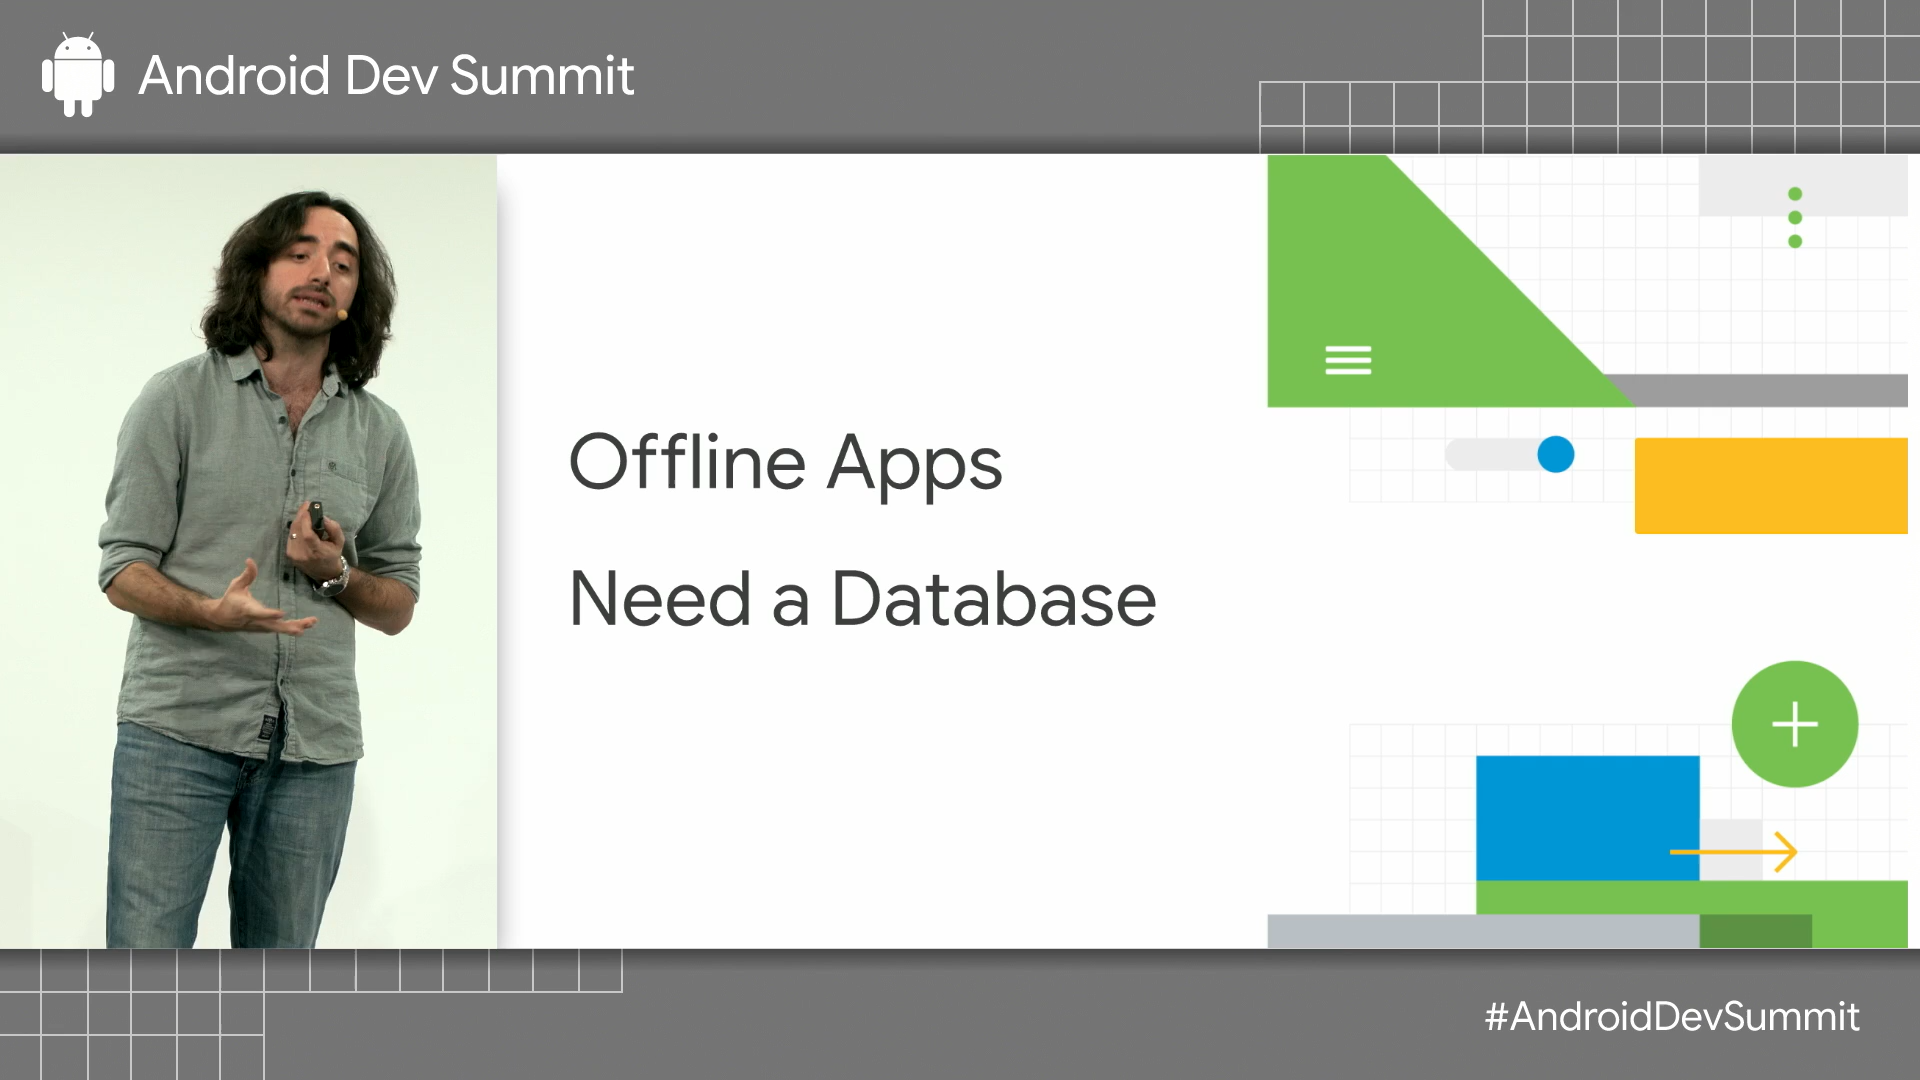 Android Dev Summit
Offline Apps
Need a Database
#AndroidDevSummit